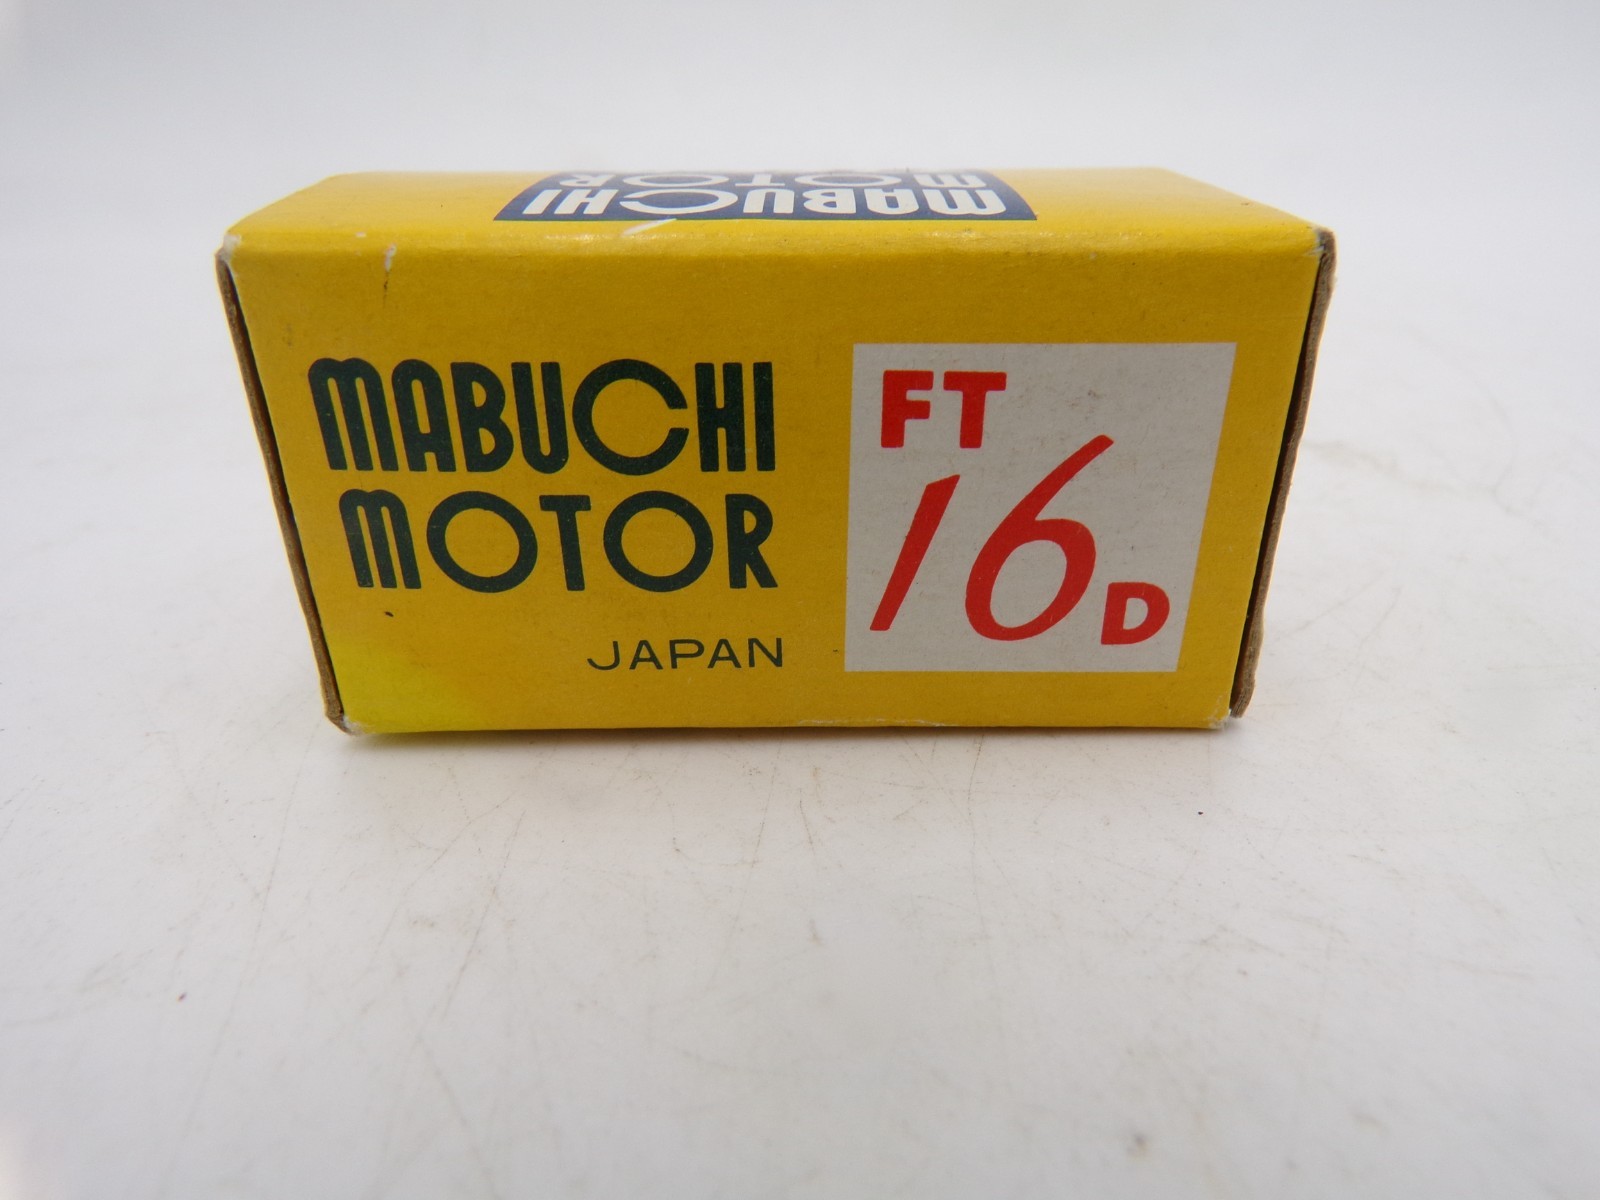 MABUCHI
MOTOR
MABUCHI
MOTOR
JAPAN
FT
16D